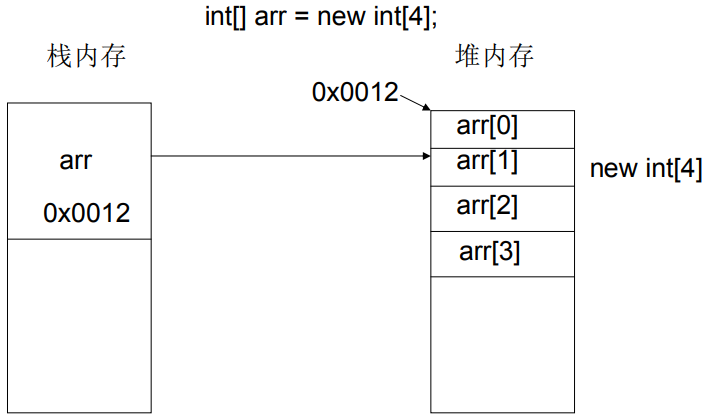 int[] arr = new int[4];
栈内存
堆内存
0x0012
arr[0]
arr
arr[1]
new int[4]
0x0012
arr[2]
arr[3]